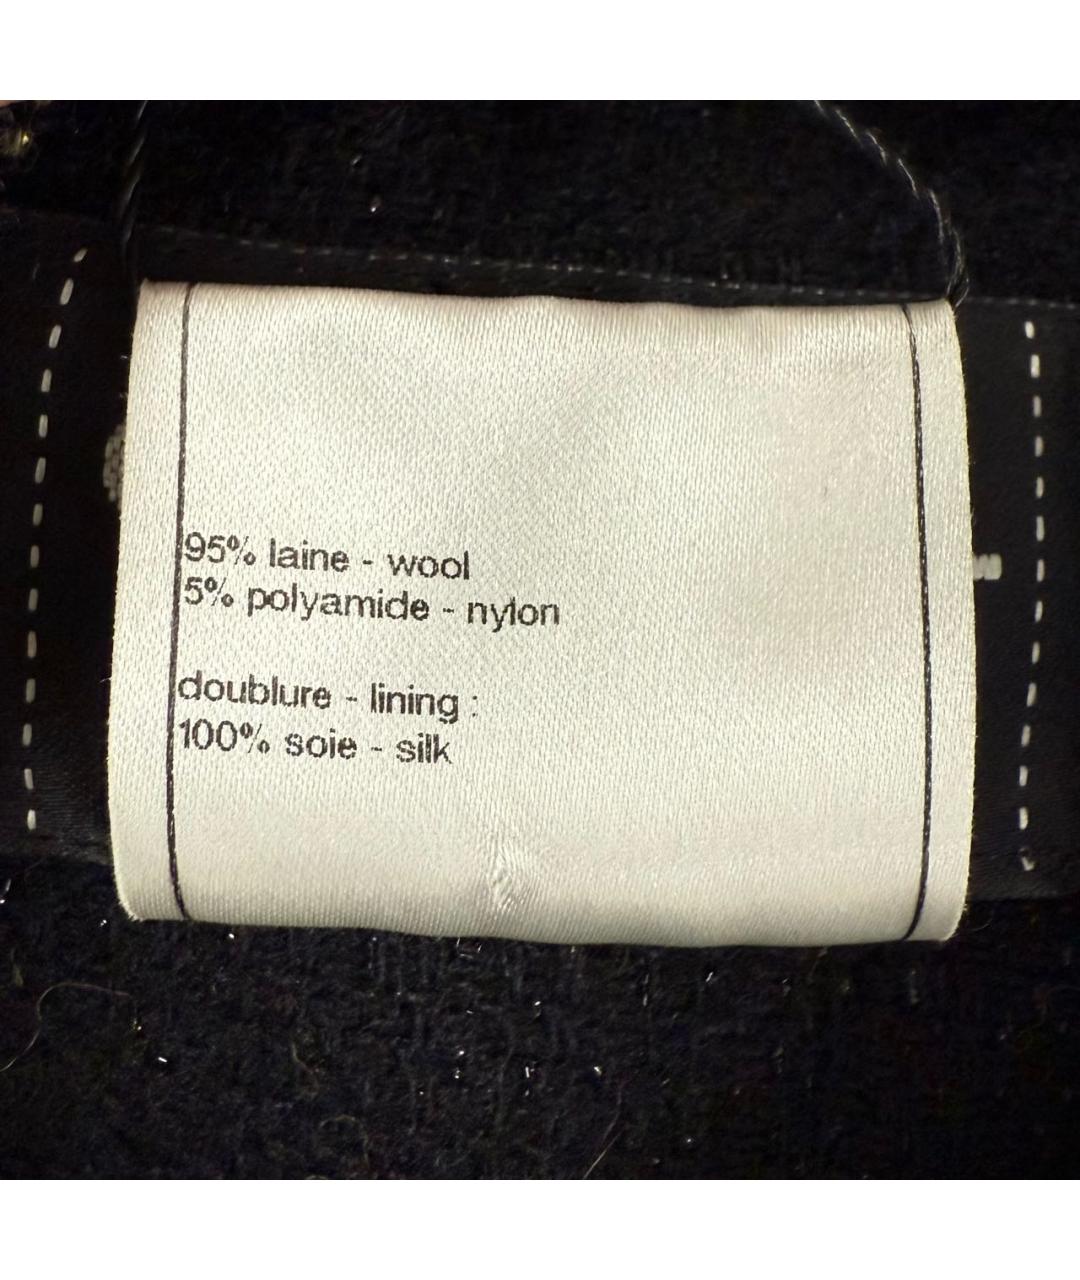 95% laine - wool
5% polyamide - nylon
doublure - lining :
100% soie - silk